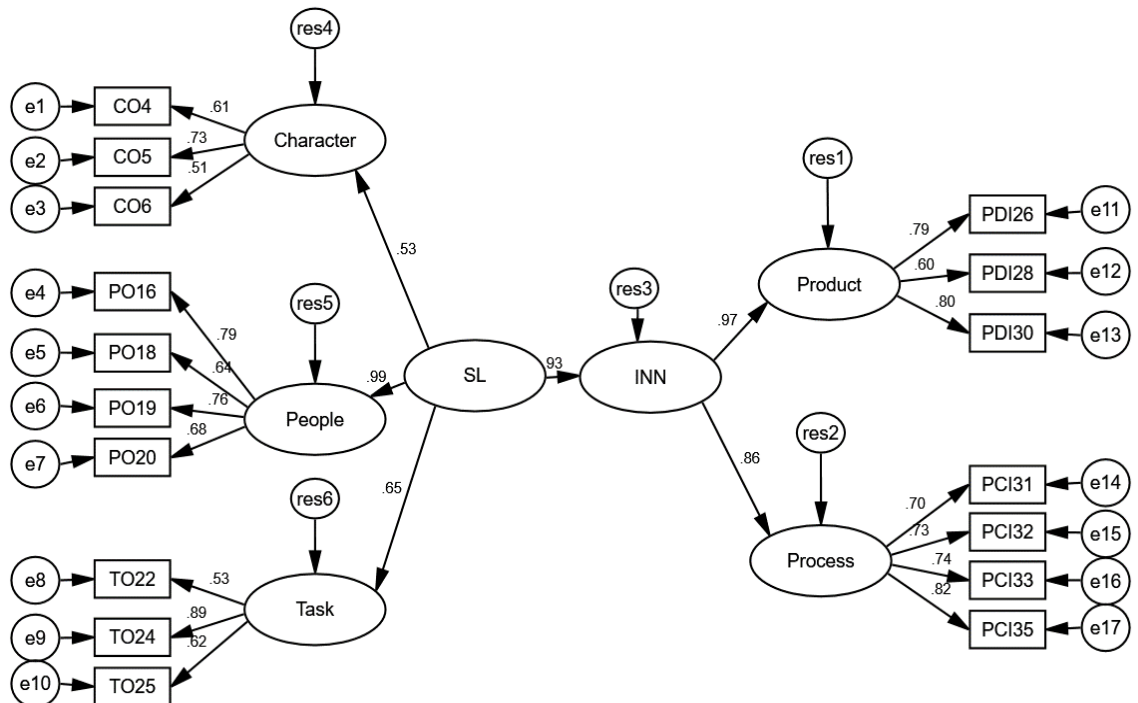 res4
e1
CO4
.61
Character
e2
CO5
.73
e3
CO6
.51
res1
.53
PDI26
e11
.79
Product
.60
PDI28
e12
.80
PDI30
e13
e4
PO16
res5
res3
.97
.79
e5
PO18
.64
SL
93
INN
.99
e6
PO19
.76
People
.68
e7
PO20
res2
.86
.65
res6
PCI31
e14
.70
.73
PCI32
e15
Process
.74
PCI33
e16
.82
PCI35
e17
e8
TO22
.53
Task
.89
e9
TO24
.62
e10
TO25